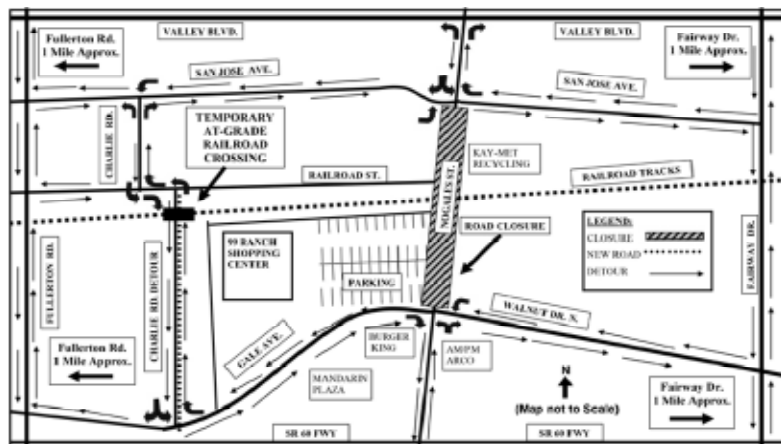 VALLEY BLVD.
VALLEY BLVD.
Fullerton Rd.
1 Mile Approx.
Fairway Dr.
1 Mile Approx.
SAN JOSE AVE.
SAN JOSE AVE.
CHARLIE RD.
TEMPORARY
AT-GRADE
RAILROAD
CROSSING
KAY-MET
RECYCLING
RAILROAD ST.
RAILROAD TRACKS
NOGALES ST.
ROAD CLOSURE
LEGEND:
CLOSURE
NEW ROAD
DETOUR
99 RANCH
SHOPPING
CENTER
PARKING
FULLERTON RD.
CHARLIE RD. DETOUR
FAIRWAY DR.
WALNUT DR. N.
GALE AVE.
BURGER
KING
AM/PM
ARCO
Fullerton Rd.
1 Mile Approx.
MANDARIN
PLAZA
N
(Map not to Scale)
Fairway Dr.
1 Mile Approx.
SR 60 FWY
SR 60 FWY